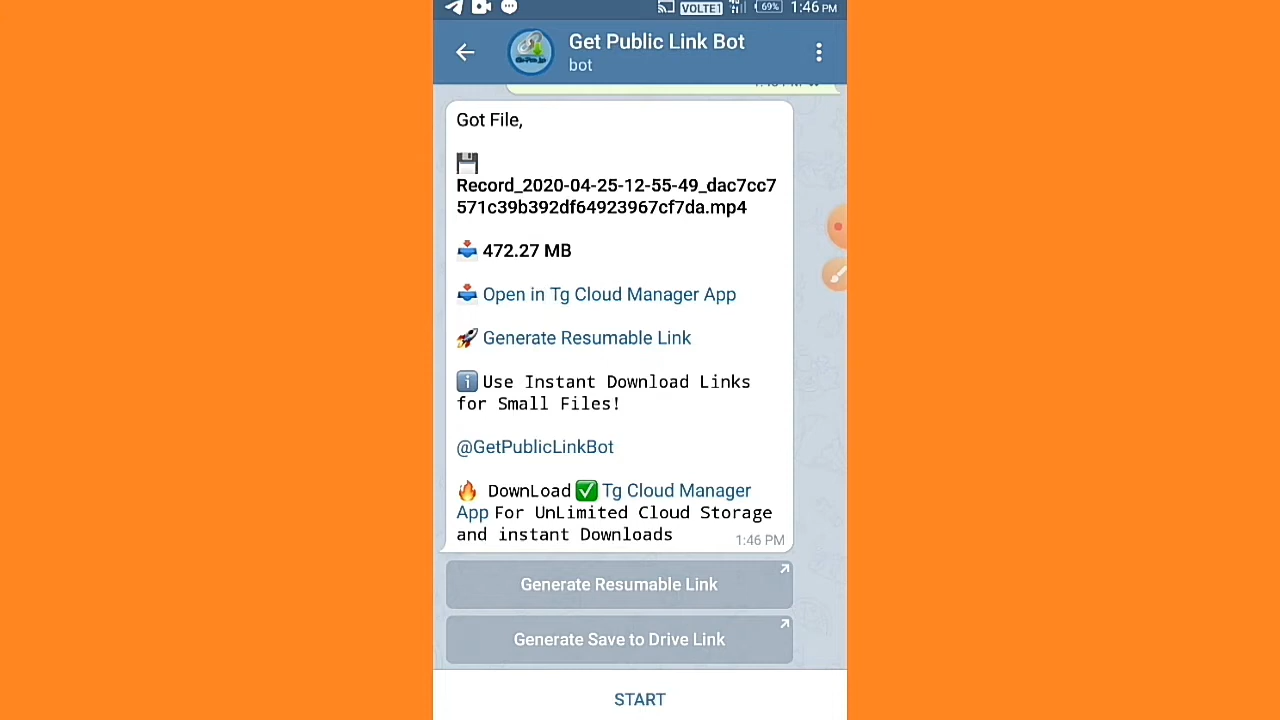 VOLTE1 4G 69% 1:46 PM
Get Public Link Bot
bot
Got File,
Record_2020-04-25-12-55-49_dac7cc7
571c39b392df64923967cf7da.mp4
472.27 MB
Open in Tg Cloud Manager App
Generate Resumable Link
Use Instant Download Links
for Small Files!
@GetPublicLinkBot
DownLoad Tg Cloud Manager
App For UnLimited Cloud Storage
and instant Downloads
1:46 PM
Generate Resumable Link
Generate Save to Drive Link
START